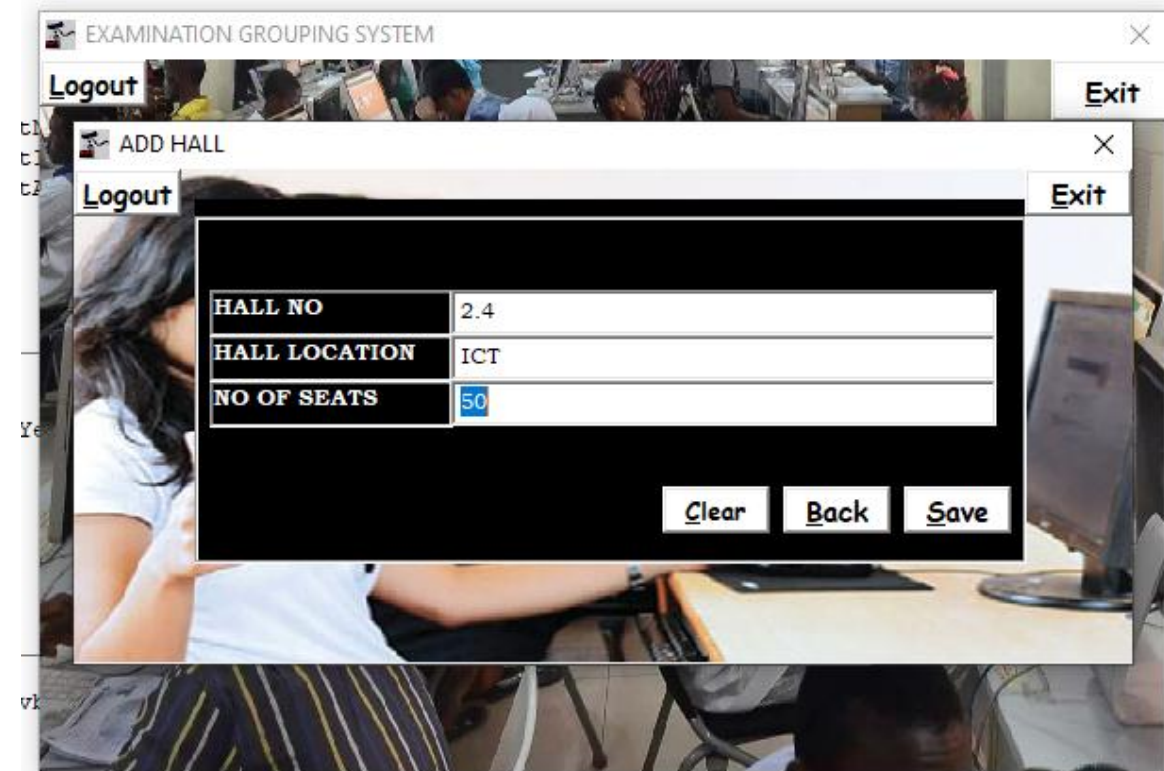 EXAMINATION GROUPING SYSTEM
Logout
Exit
ADD HALL
Logout
Exit
HALL NO 2.4
HALL LOCATION ICT
NO OF SEATS 50
Clear Back Save